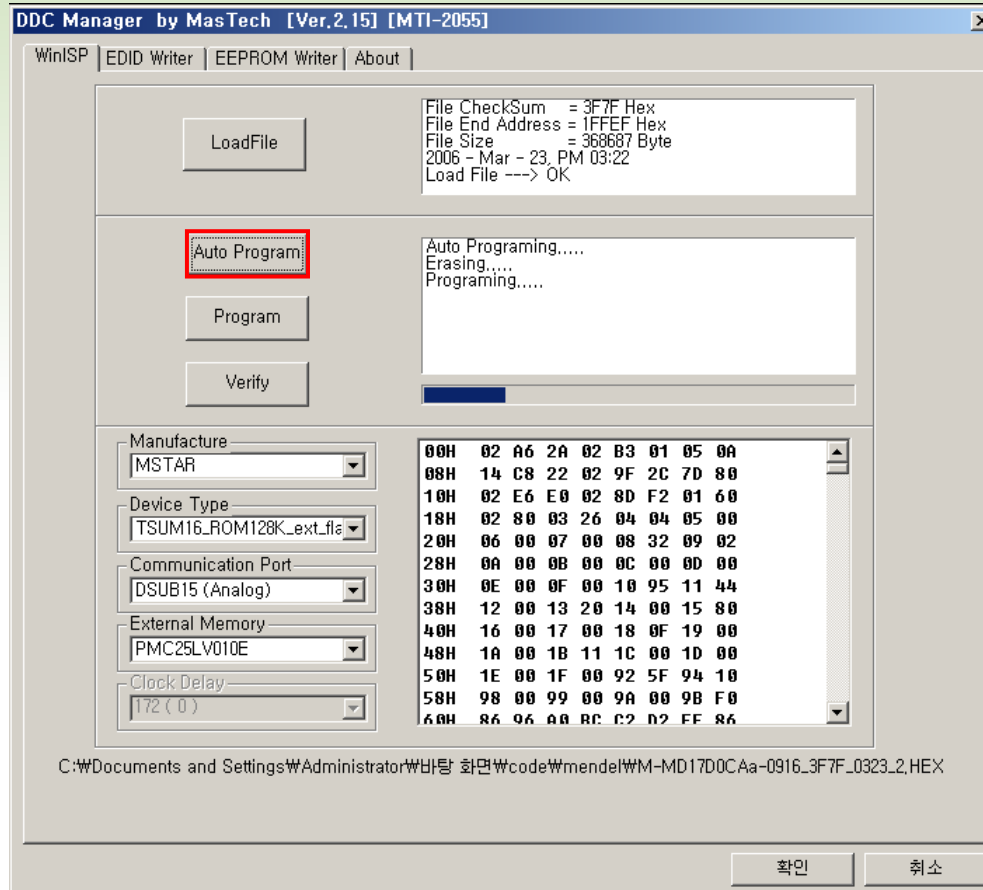 DDC Manager by MasTech [Ver,2,15] [MTI-2055]
WinISP EDID Writer EEPROM Writer About
LoadFile
File CheckSum = 3F7F Hex
File End Address = 1FFEF Hex
File Size = 368687 Byte
2006 - Mar - 23, PM 03:22
Load File ---> OK
Auto Program
Program
Verify
Auto Programing,,,,,
Erasing,,,,,
Programing,,,,,
Manufacture
MSTAR
Device Type
TSUM16_ROM128K_ext_fla
Communication Port
DSUB15 (Analog)
External Memory
PMC25LV010E
Clock Delay
172 ( 0 )
00H 02 A6 2A 02 B3 01 05 0A
08H 14 C8 22 02 9F 2C 7D 80
10H 02 E6 E0 02 8D F2 01 60
18H 02 80 03 26 04 04 05 00
20H 06 00 07 00 08 32 09 02
28H 0A 00 0B 00 0C 00 0D 00
30H 0E 00 0F 00 10 95 11 44
38H 12 00 13 20 14 00 15 80
40H 16 00 17 00 18 0F 19 00
48H 1A 00 1B 11 1C 00 1D 00
50H 1E 00 1F 00 92 5F 94 10
58H 98 00 99 00 9A 00 9B F0
60H 86 96 A0 BC C2 D2 EE 86
C:₩Documents and Settings₩Administrator₩바탕 화면₩code₩mendel₩M-MD17D0CAa-0916_3F7F_0323_2,HEX
확인 취소